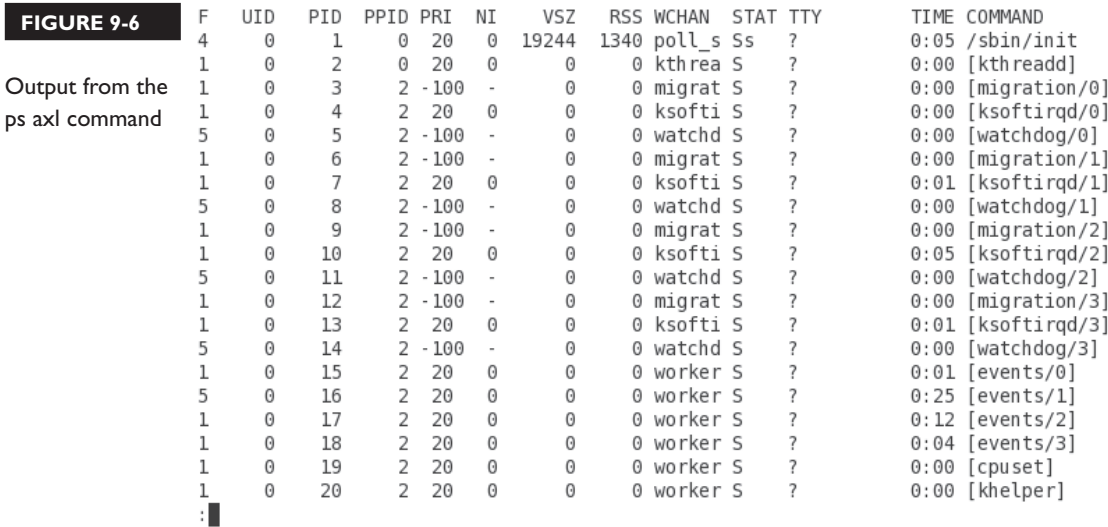 FIGURE 9-6
Output from the
ps axl command
F UID PID PPID PRI NI VSZ RSS WCHAN STAT TTY TIME COMMAND
4 0 1 0 20 0 19244 1340 poll_s Ss ? 0:05 /sbin/init
1 0 2 0 20 0 0 0 kthrea S ? 0:00 [kthreadd]
1 0 3 2 -100 - 0 0 migrat S ? 0:00 [migration/0]
1 0 4 2 20 0 0 0 ksofti S ? 0:00 [ksoftirqd/0]
5 0 5 2 -100 - 0 0 watchd S ? 0:00 [watchdog/0]
1 0 6 2 -100 - 0 0 migrat S ? 0:00 [migration/1]
1 0 7 2 20 0 0 0 ksofti S ? 0:01 [ksoftirqd/1]
5 0 8 2 -100 - 0 0 watchd S ? 0:00 [watchdog/1]
1 0 9 2 -100 - 0 0 migrat S ? 0:00 [migration/2]
1 0 10 2 20 0 0 0 ksofti S ? 0:05 [ksoftirqd/2]
5 0 11 2 -100 - 0 0 watchd S ? 0:00 [watchdog/2]
1 0 12 2 -100 - 0 0 migrat S ? 0:00 [migration/3]
1 0 13 2 20 0 0 0 ksofti S ? 0:01 [ksoftirqd/3]
5 0 14 2 -100 - 0 0 watchd S ? 0:00 [watchdog/3]
1 0 15 2 20 0 0 0 worker S ? 0:01 [events/0]
5 0 16 2 20 0 0 0 worker S ? 0:25 [events/1]
1 0 17 2 20 0 0 0 worker S ? 0:12 [events/2]
1 0 18 2 20 0 0 0 worker S ? 0:04 [events/3]
1 0 19 2 20 0 0 0 worker S ? 0:00 [cpuset]
1 0 20 2 20 0 0 0 worker S ? 0:00 [khelper]
: